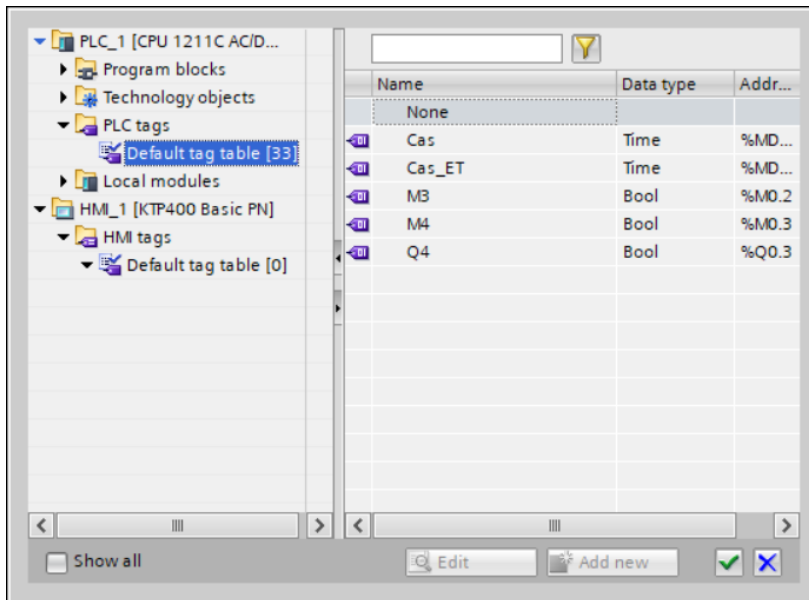 PLC_1 [CPU 1211C AC/D...
Program blocks
Technology objects
PLC tags
Default tag table [33]
Local modules
HMI_1 [KTP400 Basic PN]
HMI tags
Default tag table [0]
Name Data type Addr...
None
Cas Time %MD...
Cas_ET Time %MD...
M3 Bool %M0.2
M4 Bool %M0.3
Q4 Bool %Q0.3
Show all Edit Add new